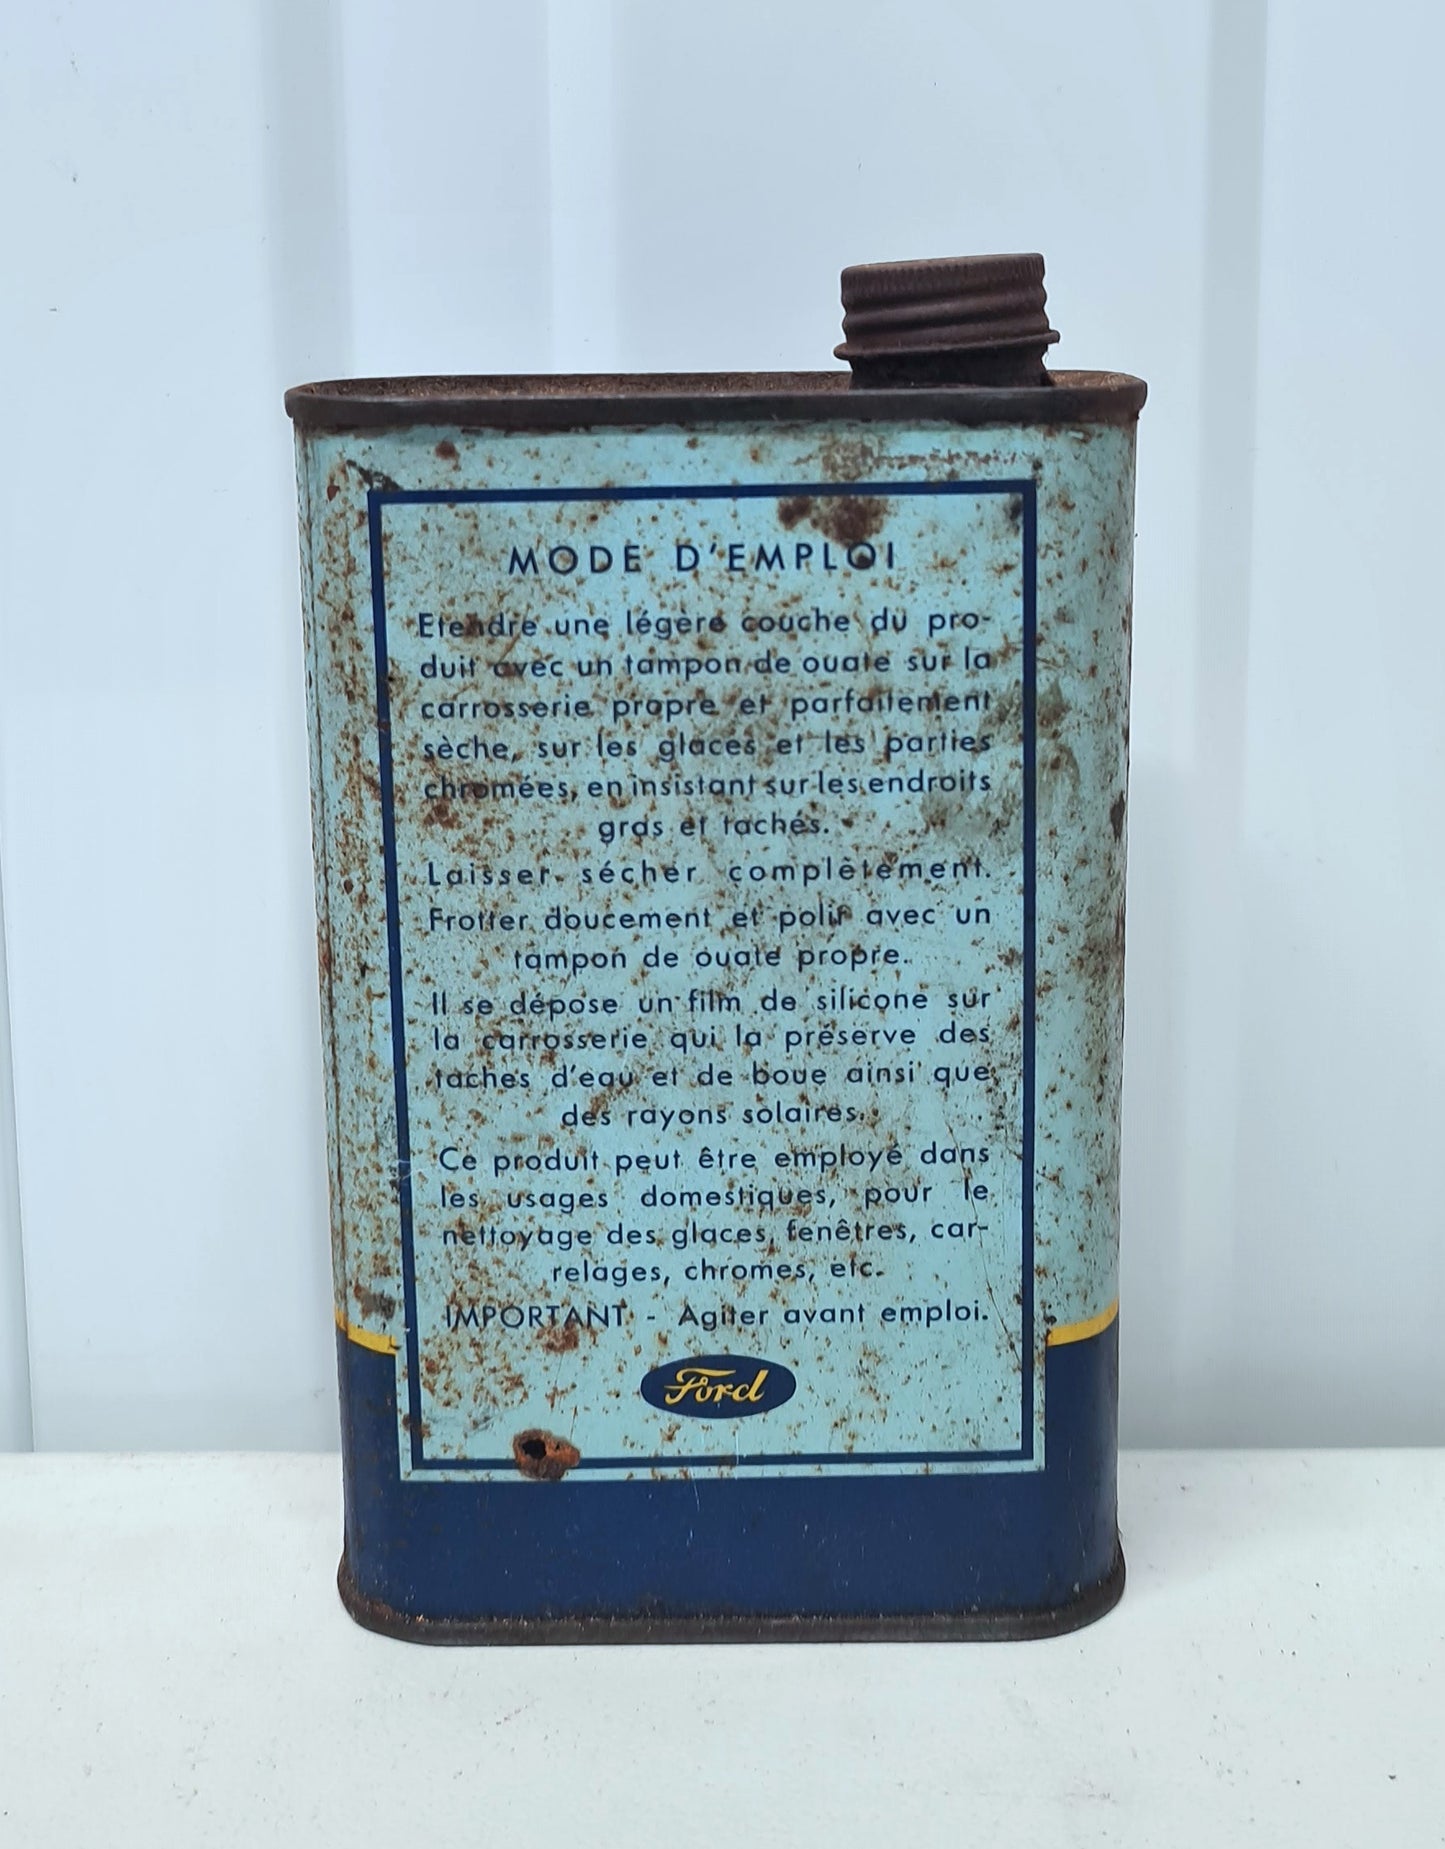 MODE D'EMPLOI
Etendre une légère couche du pro-
duit avec un tampon de ouate sur la
carrosserie propre et parfaitement
sèche, sur les glaces et les parties
chromées, en insistant sur les endroits
gras et tachés.
Laisser sécher complètement.
Frotter doucement et polir avec un
tampon de ouate propre.
Il se dépose un film de silicone sur
la carrosserie qui la préserve des
taches d'eau et de boue ainsi que
des rayons solaires.
Ce produit peut être employé dans
les usages domestiques, pour le
nettoyage des glaces, fenêtres, car-
relages, chromes, etc.
IMPORTANT - Agiter avant emploi.
Ford